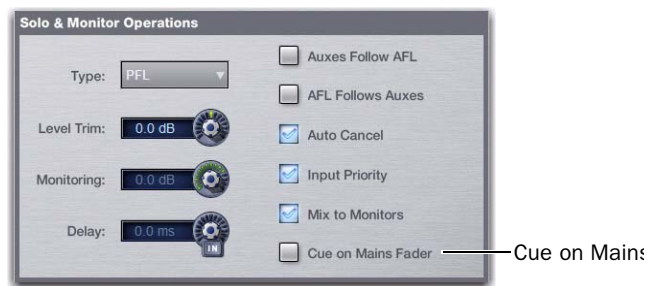 Solo & Monitor Operations
Type: PFL
Level Trim: 0.0 dB
Monitoring: 0.0 dB
Delay: 0.0 ms
IN
Auxes Follow AFL
AFL Follows Auxes
Auto Cancel
Input Priority
Mix to Monitors
Cue on Mains Fader
Cue on Mains